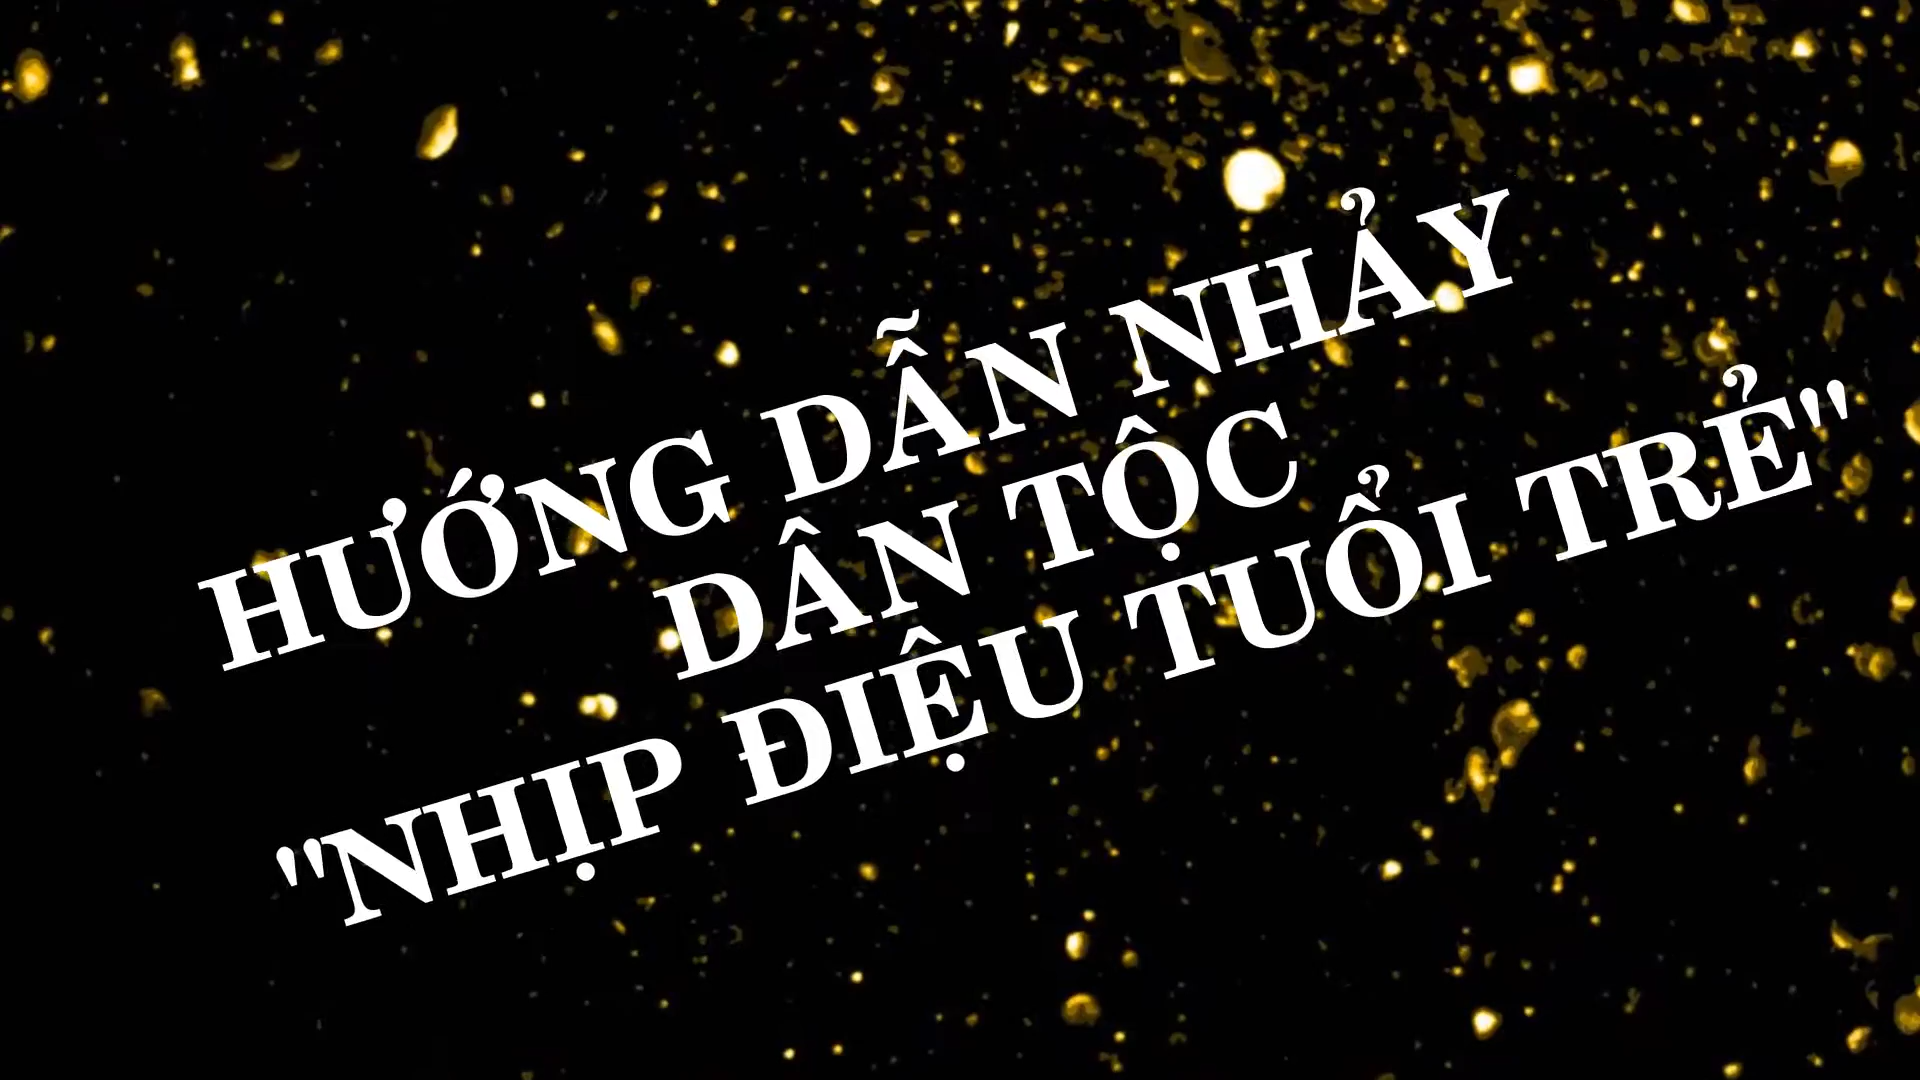 HƯỚNG DẪN NHẢY
DÂN TỘC
"NHỊP ĐIỆU TUỔI TRẺ"